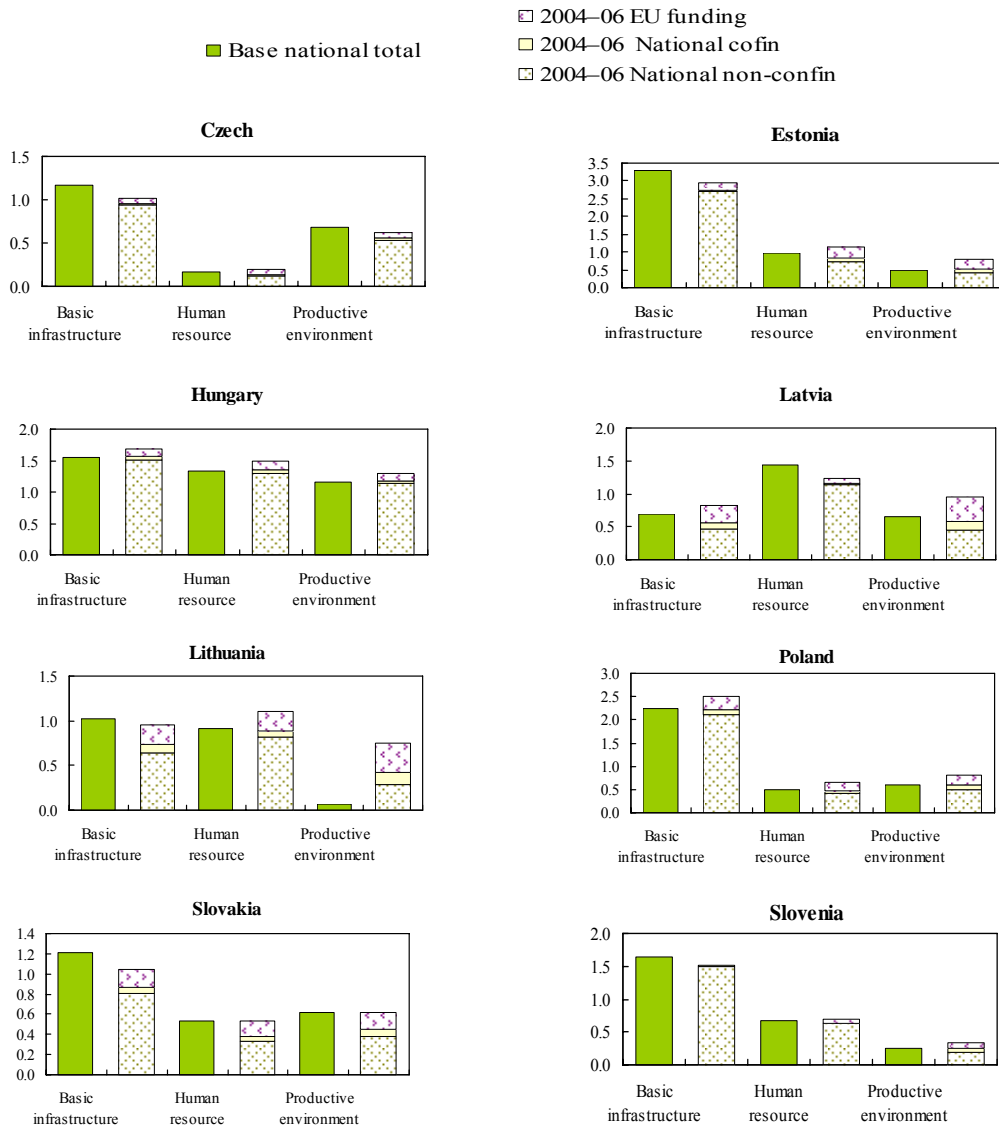 Base national total
2004–06 EU funding
2004–06 National cofin
2004–06 National non-confin
Czech
1.5
1.0
0.5
0.0
Basic
infrastructure
Human
resource
Productive
environment
Estonia
3.5
3.0
2.5
2.0
1.5
1.0
0.5
0.0
Basic
infrastructure
Human
resource
Productive
environment
Hungary
2.0
1.5
1.0
0.5
0.0
Basic
infrastructure
Human
resource
Productive
environment
Latvia
2.0
1.5
1.0
0.5
0.0
Basic
infrastructure
Human
resource
Productive
environment
Lithuania
1.5
1.0
0.5
0.0
Basic
infrastructure
Human
resource
Productive
environment
Poland
3.0
2.5
2.0
1.5
1.0
0.5
0.0
Basic
infrastructure
Human
resource
Productive
environment
Slovakia
1.4
1.2
1.0
0.8
0.6
0.4
0.2
0.0
Basic
infrastructure
Human
resource
Productive
environment
Slovenia
2.0
1.5
1.0
0.5
0.0
Basic
infrastructure
Human
resource
Productive
environment